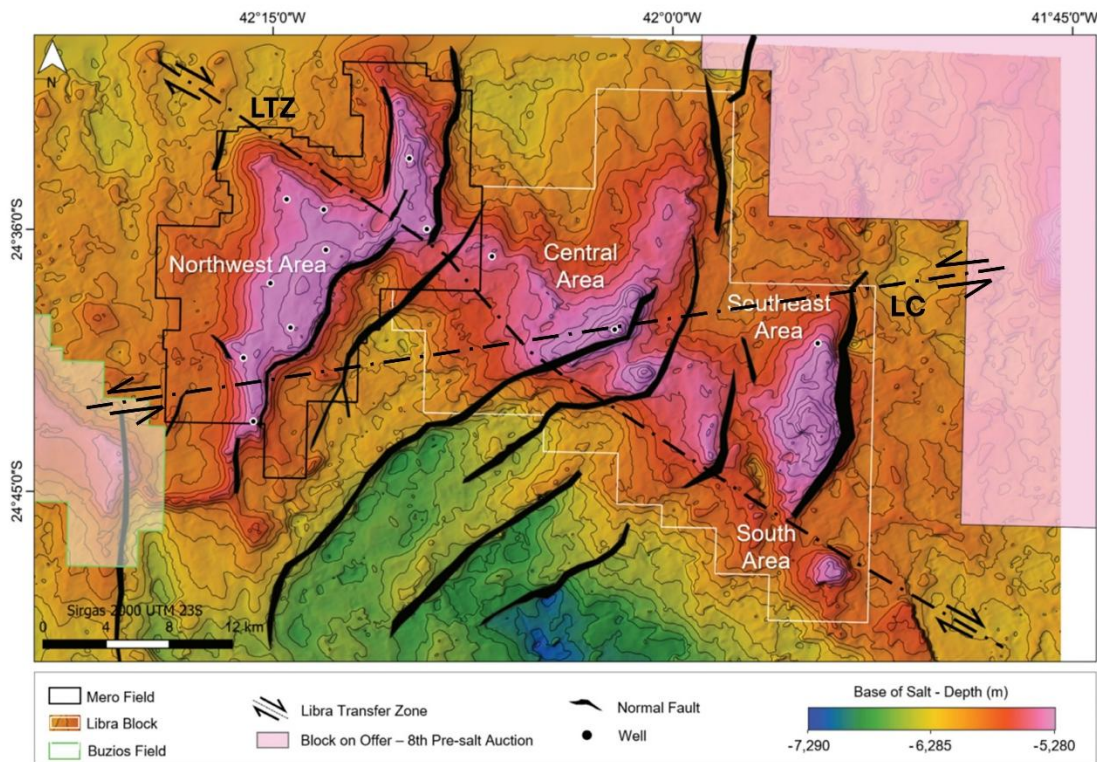 42°15'0"W
42°0'0"W
41°45'0"W
N
LTZ
24°36'0"S
Northwest Area
Central
Area
Southeast
Area
LC
24°45'0"S
South
Area
Sirgas 2000 UTM 23S
0 4 8 12 km
Mero Field
Libra Block
Buzios Field
Libra Transfer Zone
Block on Offer – 8th Pre-salt Auction
Normal Fault
Well
Base of Salt - Depth (m)
-7,290 -6,285 -5,280